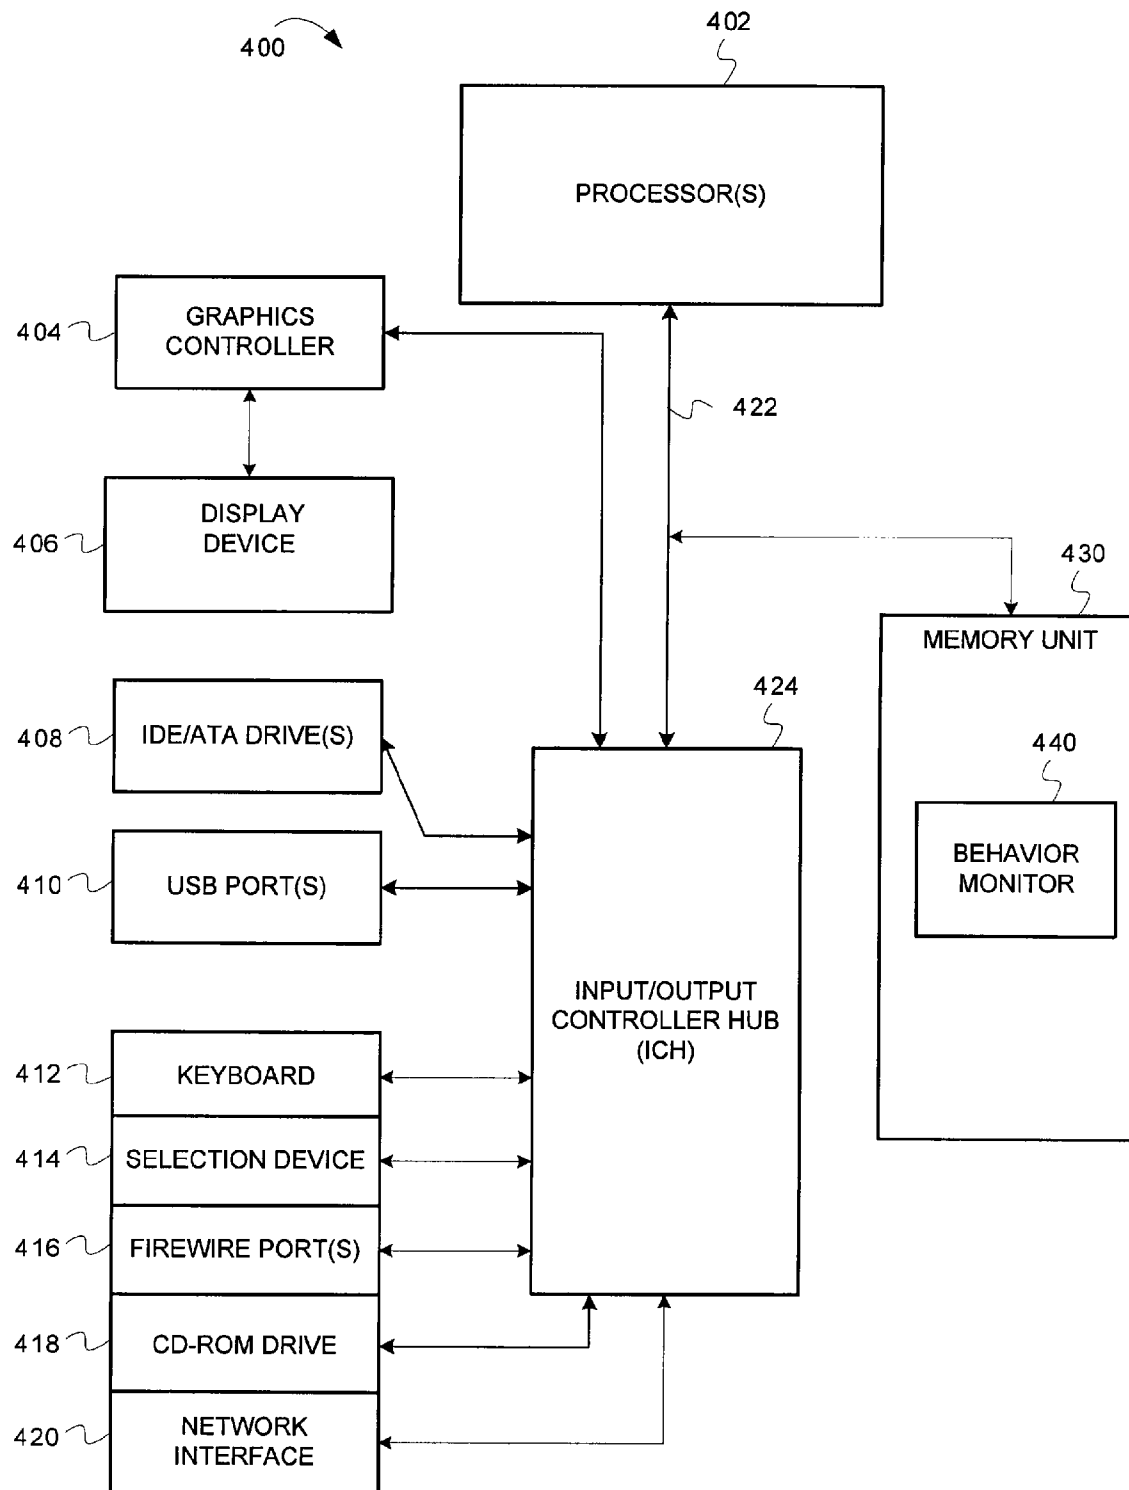 400
402
PROCESSOR(S)
404
GRAPHICS
CONTROLLER
422
406
DISPLAY
DEVICE
430
MEMORY UNIT
424
408
IDE/ATA DRIVE(S)
440
BEHAVIOR
MONITOR
410
USB PORT(S)
INPUT/OUTPUT
CONTROLLER HUB
(ICH)
412
KEYBOARD
414
SELECTION DEVICE
416
FIREWIRE PORT(S)
418
CD-ROM DRIVE
420
NETWORK
INTERFACE